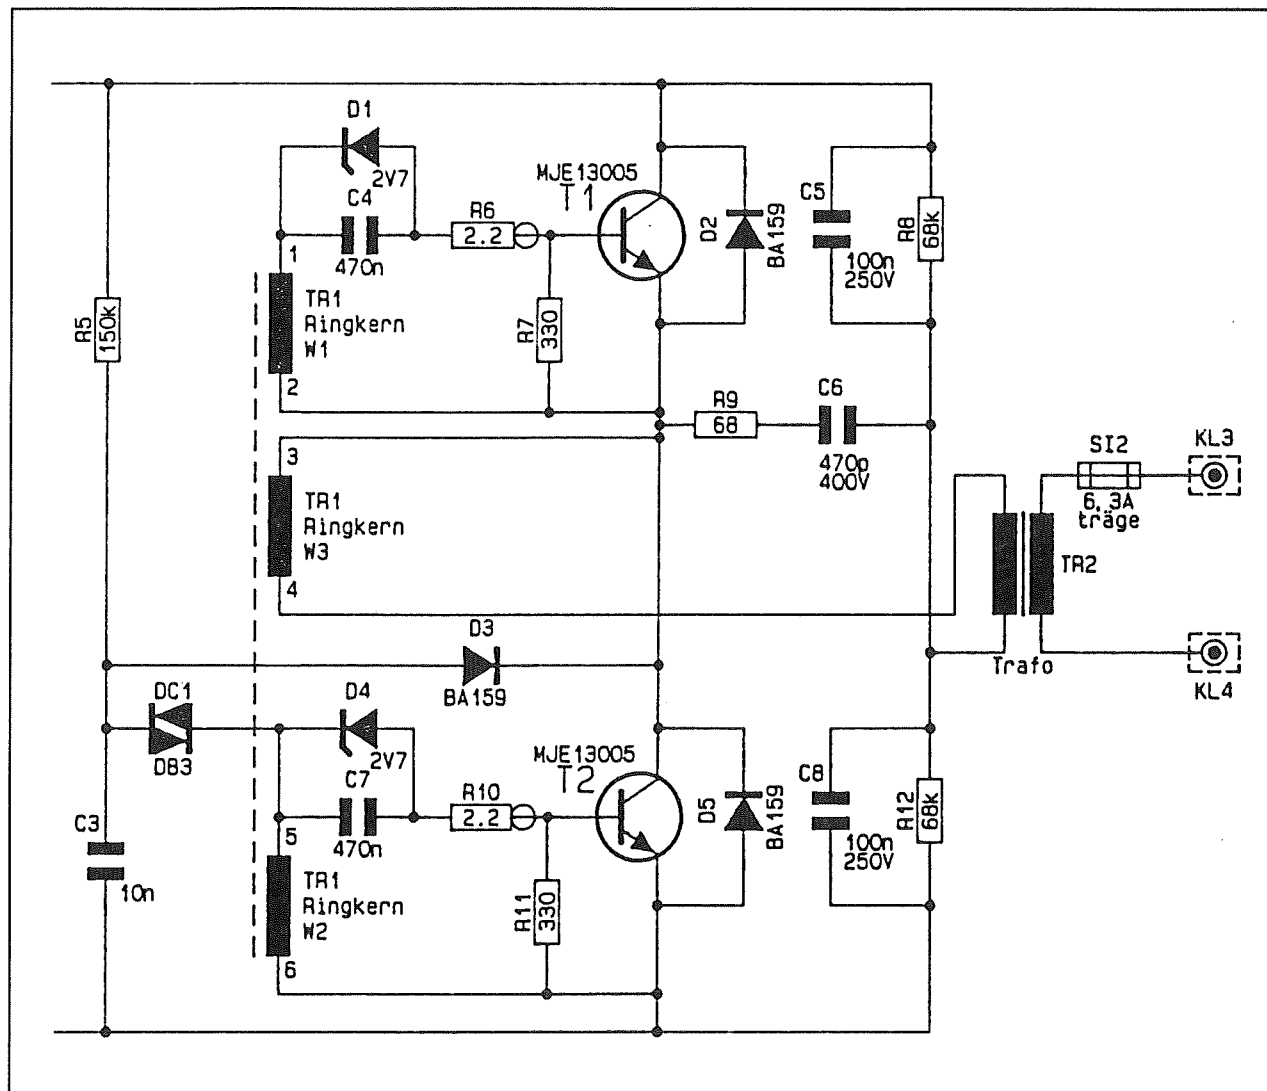 D1
2V7
C4
470n
R6
2.2
MJE13005
T1
D2
BA159
C5
100n
250V
R8
68k
1
TR1
Ringkern
W1
2
R5
150k
R7
330
R9
68
C6
470p
400V
3
TR1
Ringkern
W3
4
SI2
6,3A
träge
KL3
TR2
Trafo
KL4
D3
BA159
DC1
DB3
D4
2V7
C7
470n
R10
2.2
MJE13005
T2
D5
BA159
C8
100n
250V
R12
68k
C3
10n
5
TR1
Ringkern
W2
6
R11
330